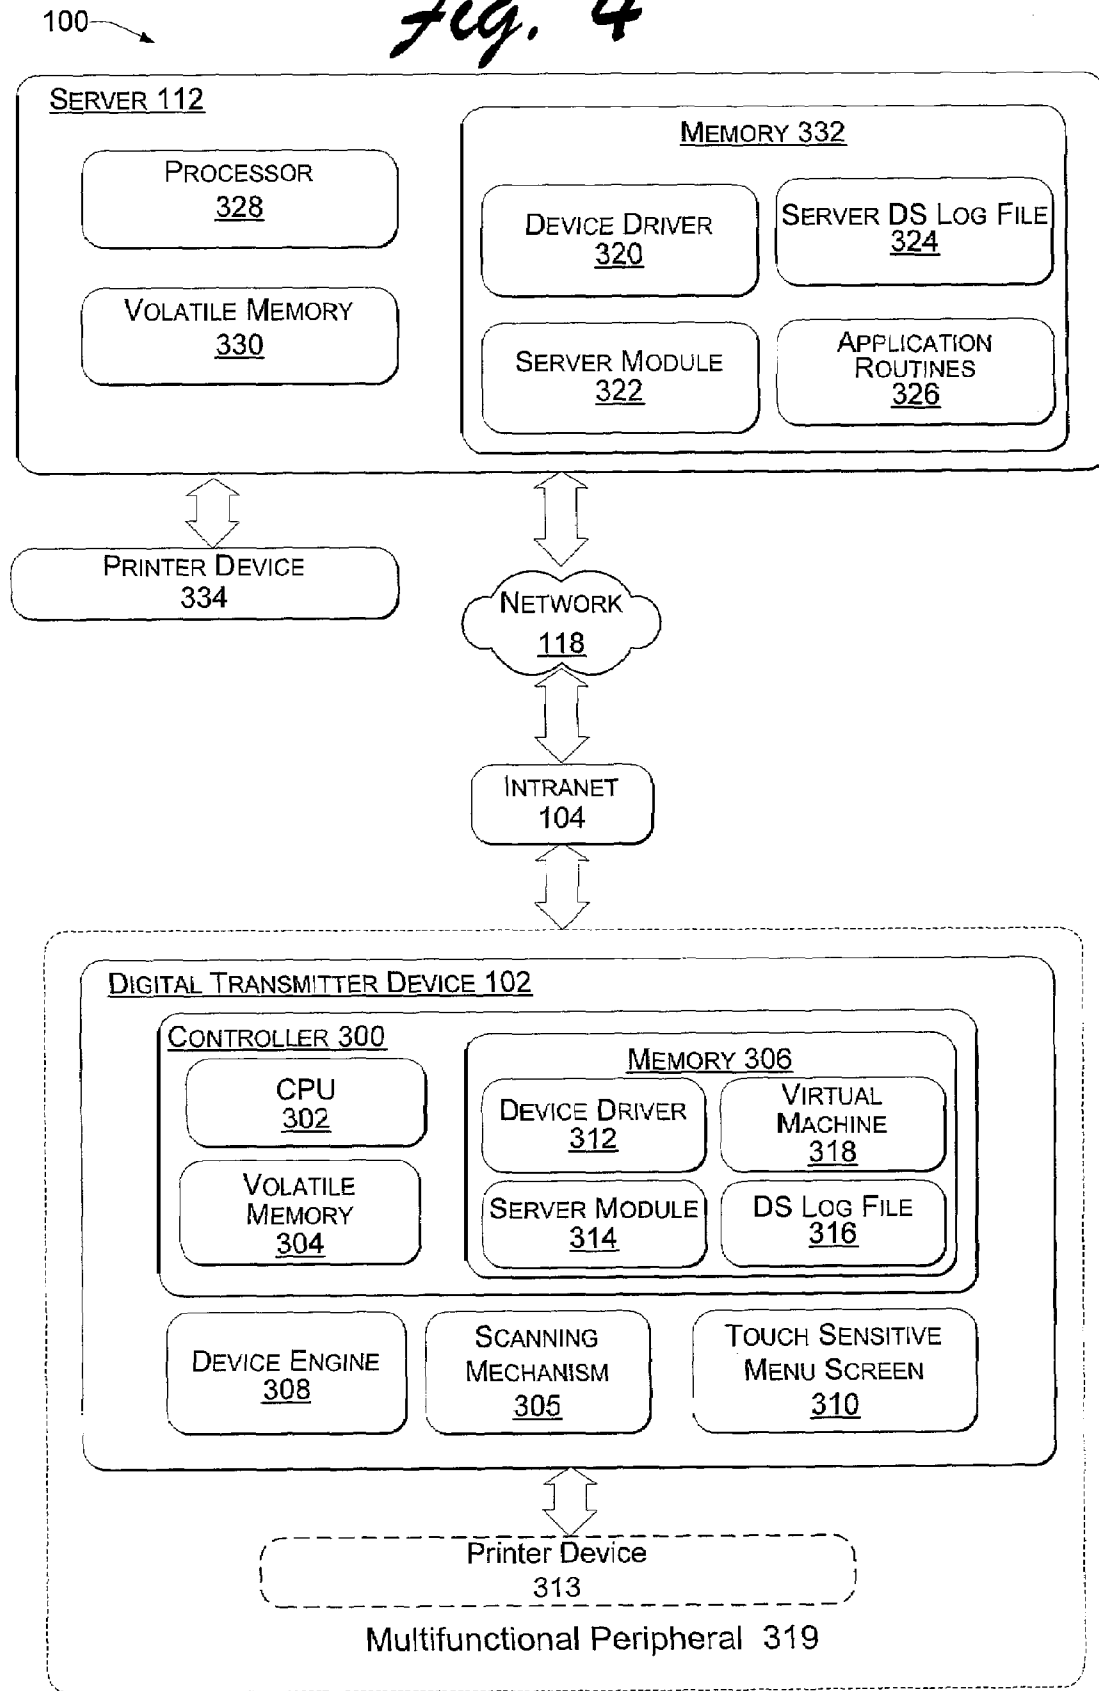 Fig. 4
100
SERVER 112
PROCESSOR
328
VOLATILE MEMORY
330
MEMORY 332
DEVICE DRIVER
320
SERVER DS LOG FILE
324
SERVER MODULE
322
APPLICATION
ROUTINES
326
PRINTER DEVICE
334
NETWORK
118
INTRANET
104
DIGITAL TRANSMITTER DEVICE 102
CONTROLLER 300
CPU
302
VOLATILE
MEMORY
304
MEMORY 306
DEVICE DRIVER
312
VIRTUAL
MACHINE
318
SERVER MODULE
314
DS LOG FILE
316
DEVICE ENGINE
308
SCANNING
MECHANISM
305
TOUCH SENSITIVE
MENU SCREEN
310
Printer Device
313
Multifunctional Peripheral 319